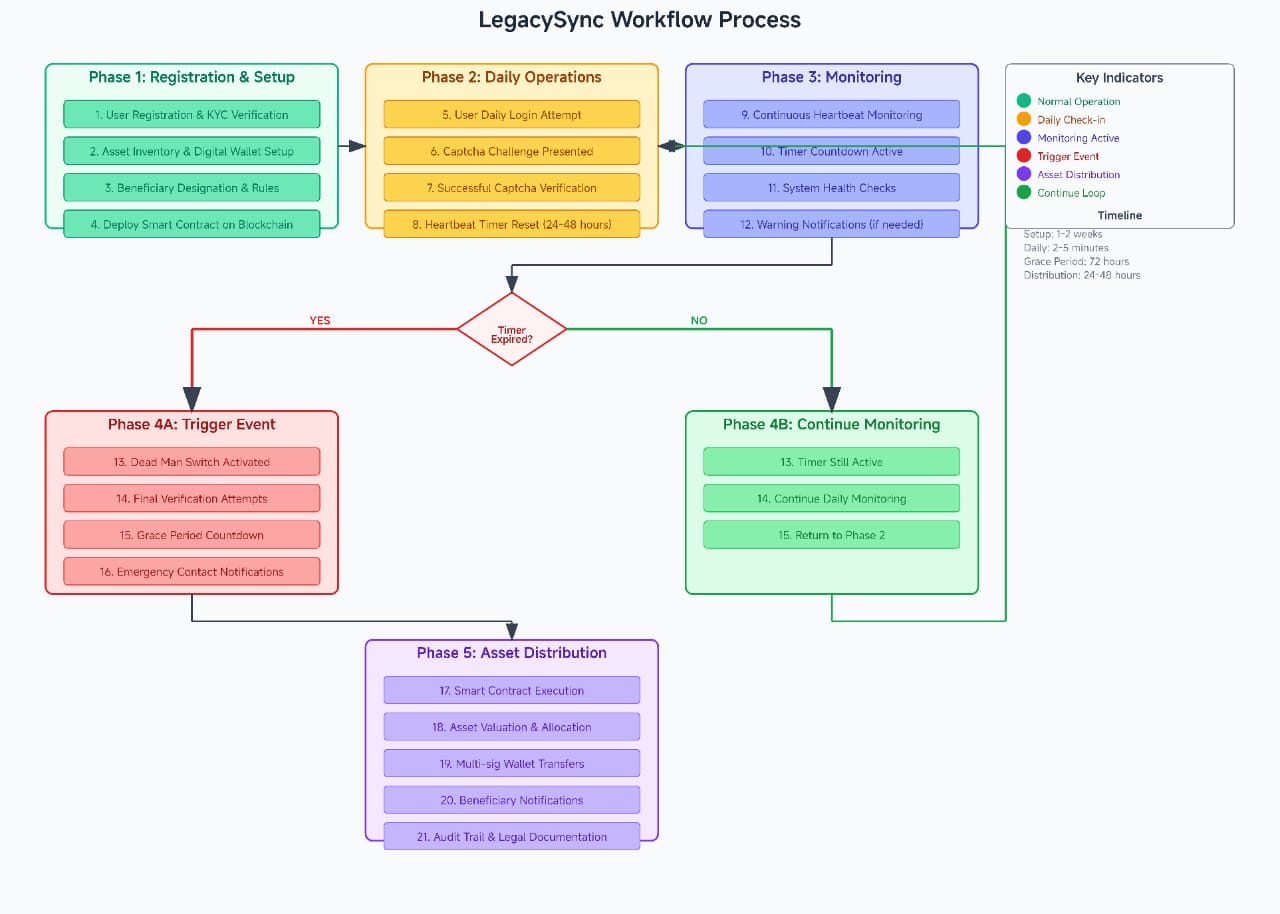 LegacySync Workflow Process
Phase 1: Registration & Setup
1. User Registration & KYC Verification
2. Asset Inventory & Digital Wallet Setup
3. Beneficiary Designation & Rules
4. Deploy Smart Contract on Blockchain
Phase 2: Daily Operations
5. User Daily Login Attempt
6. Captcha Challenge Presented
7. Successful Captcha Verification
8. Heartbeat Timer Reset (24-48 hours)
Phase 3: Monitoring
9. Continuous Heartbeat Monitoring
10. Timer Countdown Active
11. System Health Checks
12. Warning Notifications (if needed)
Key Indicators
Normal Operation
Daily Check-in
Monitoring Active
Trigger Event
Asset Distribution
Continue Loop
Timeline
Setup: 1-2 weeks
Daily: 2-5 minutes
Grace Period: 72 hours
Distribution: 24-48 hours
Timer
Expired?
YES
NO
Phase 4A: Trigger Event
13. Dead Man Switch Activated
14. Final Verification Attempts
15. Grace Period Countdown
16. Emergency Contact Notifications
Phase 4B: Continue Monitoring
13. Timer Still Active
14. Continue Daily Monitoring
15. Return to Phase 2
Phase 5: Asset Distribution
17. Smart Contract Execution
18. Asset Valuation & Allocation
19. Multi-sig Wallet Transfers
20. Beneficiary Notifications
21. Audit Trail & Legal Documentation